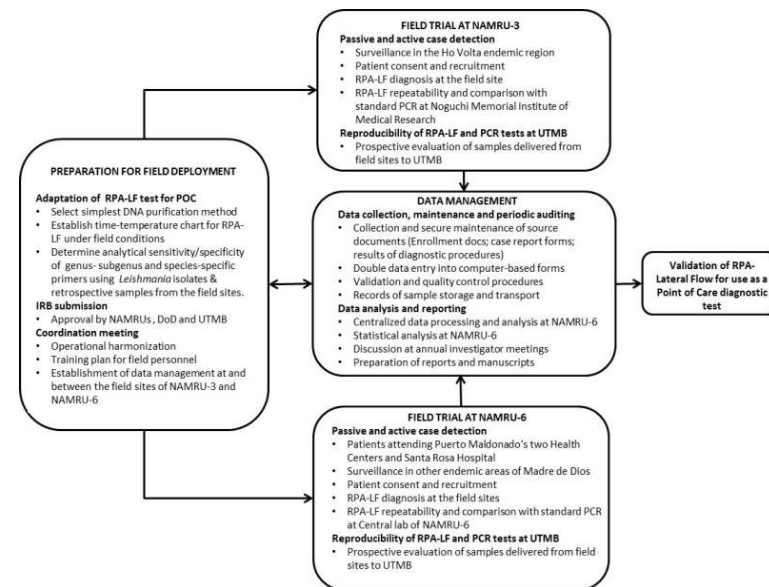 FIELD TRIAL AT NAMRU-3
Passive and active case detection
• Surveillance in the Ho Volta endemic region
• Patient consent and recruitment
• RPA-LF diagnosis at the field site
• RPA-LF repeatability and comparison with
standard PCR at Noguchi Memorial Institute of
Medical Research
Reproducibility of RPA-LF and PCR tests at UTMB
• Prospective evaluation of samples delivered from
field sites to UTMB
PREPARATION FOR FIELD DEPLOYMENT
Adaptation of RPA-LF test for POC
• Select simplest DNA purification method
• Establish time-temperature chart for RPA-
LF under field conditions
• Determine analytical sensitivity/specificity
of genus- subgenus and species-specific
primers using Leishmania isolates &
retrospective samples from the field sites.
IRB submission
• Approval by NAMRUs, DoD and UTMB
Coordination meeting
• Operational harmonization
• Training plan for field personnel
• Establishment of data management at and
between the field sites of NAMRU-3 and
NAMRU-6
DATA MANAGEMENT
Data collection, maintenance and periodic auditing
• Collection and secure maintenance of source
documents (Enrollment docs; case report forms;
results of diagnostic procedures)
• Double data entry into computer-based forms
• Validation and quality control procedures
• Records of sample storage and transport
Data analysis and reporting
• Centralized data processing and analysis at NAMRU-6
• Statistical analysis at NAMRU-6
• Discussion at annual investigator meetings
• Preparation of reports and manuscripts
Validation of RPA-
Lateral Flow for use as a
Point of Care diagnostic
test
FIELD TRIAL AT NAMRU-6
Passive and active case detection
• Patients attending Puerto Maldonado's two Health
Centers and Santa Rosa Hospital
• Surveillance in other endemic areas of Madre de Dios
• Patient consent and recruitment
• RPA-LF diagnosis at the field sites
• RPA-LF repeatability and comparison with standard PCR
at Central lab of NAMRU-6
Reproducibility of RPA-LF and PCR tests at UTMB
• Prospective evaluation of samples delivered from field
sites to UTMB